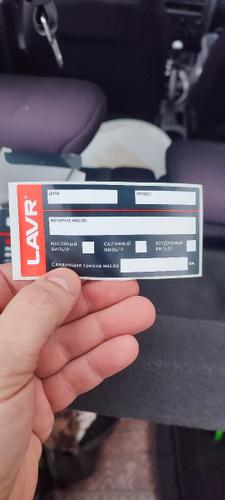 LAVR®
ДАТА: ПРОБЕГ:
МОТОРНОЕ МАСЛО:
МАСЛЯНЫЙ ФИЛЬТР
САЛОННЫЙ ФИЛЬТР
ВОЗДУШНЫЙ ФИЛЬТР
Следующая замена масла КМ.